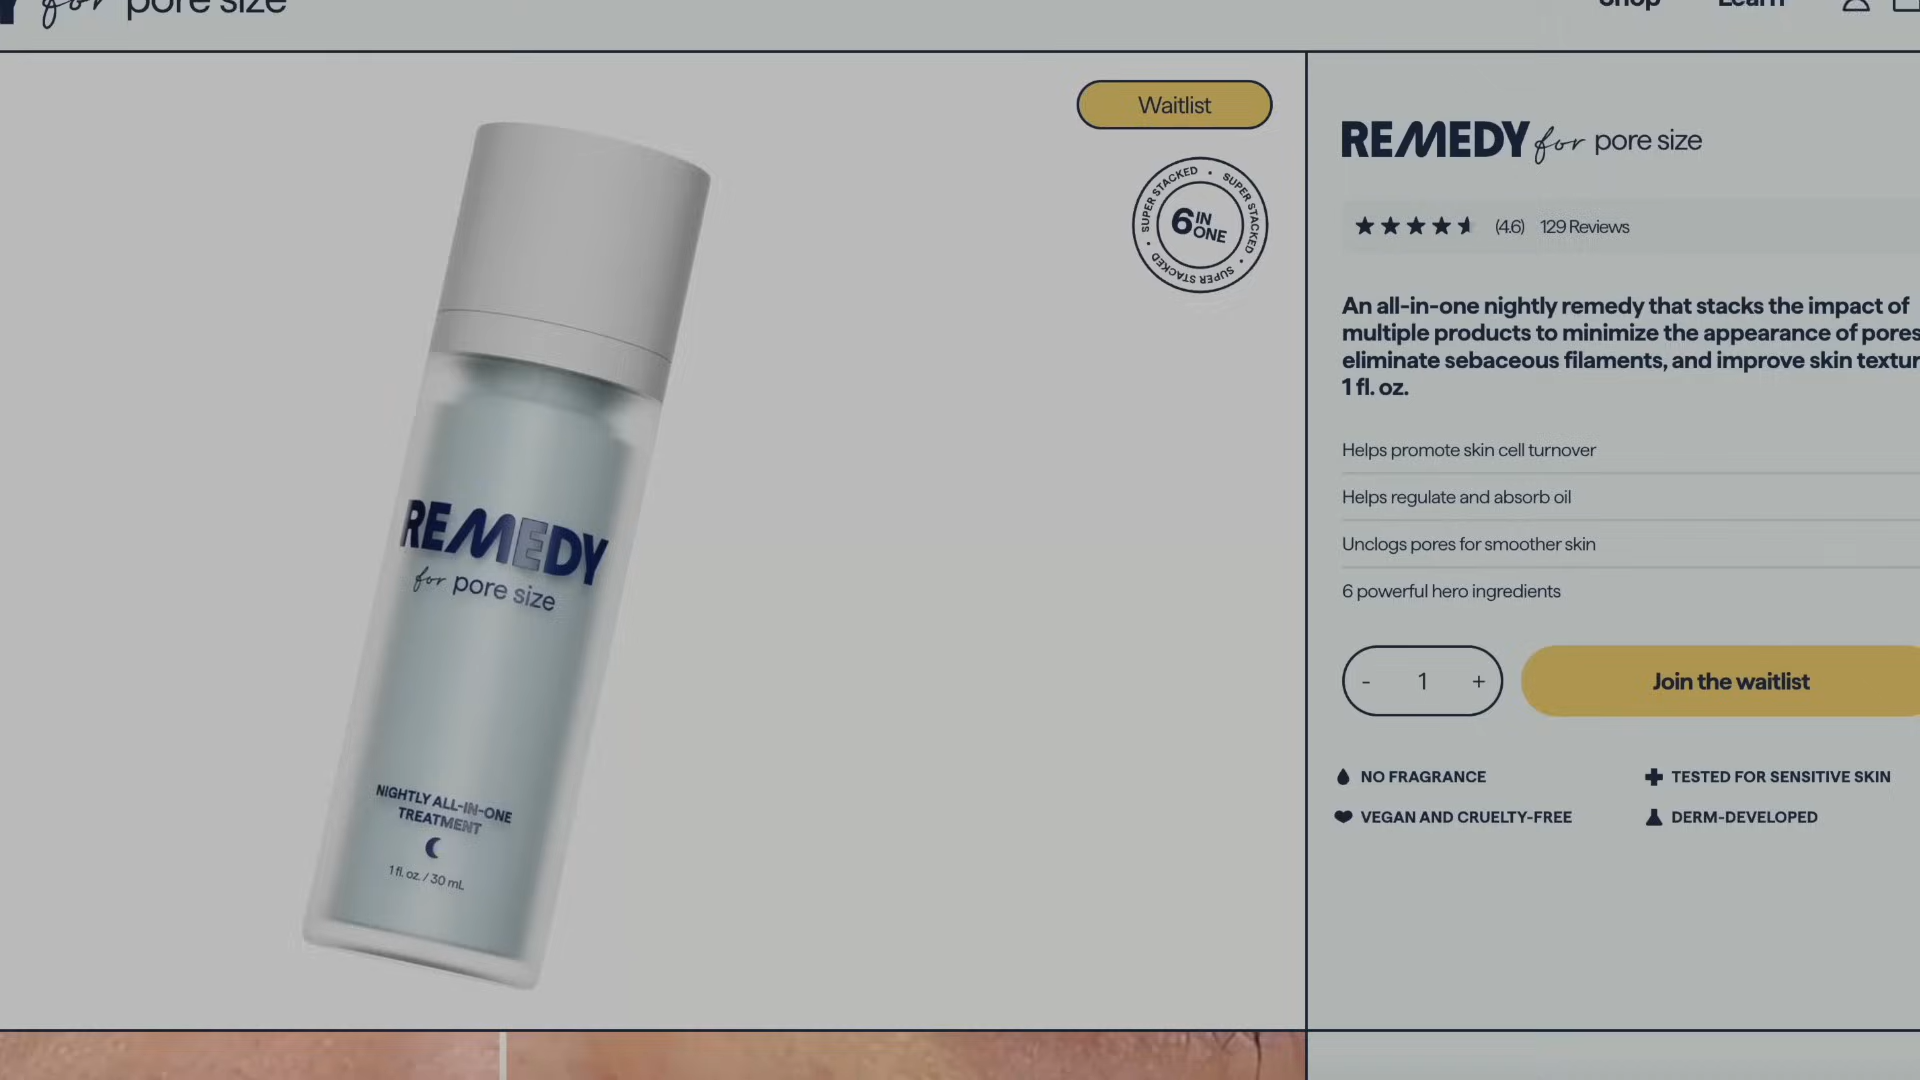 for pore size
Shop
Learn
Waitlist
SUPER STACKED • SUPER STACKED • SUPER STACKED •
6 IN ONE
REMEDY
for pore size
NIGHTLY ALL-IN-ONE
TREATMENT
1 fl. oz. / 30 mL
REMEDY for pore size
(4.6) 129 Reviews
An all-in-one nightly remedy that stacks the impact of
multiple products to minimize the appearance of pores
eliminate sebaceous filaments, and improve skin textur
1 fl. oz.
Helps promote skin cell turnover
Helps regulate and absorb oil
Unclogs pores for smoother skin
6 powerful hero ingredients
- 1 +
Join the waitlist
NO FRAGRANCE
TESTED FOR SENSITIVE SKIN
VEGAN AND CRUELTY-FREE
DERM-DEVELOPED